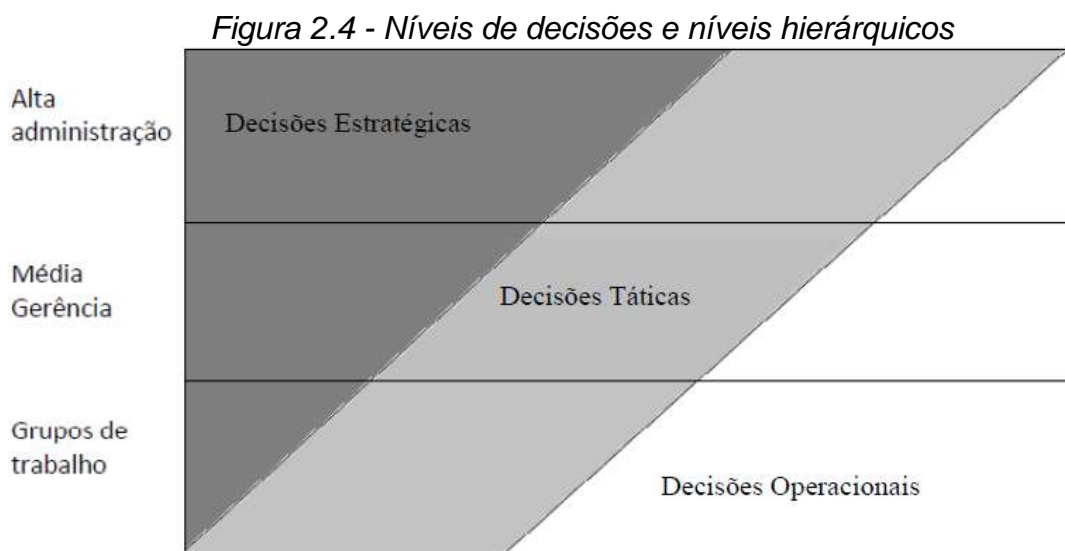 Figura 2.4 - Níveis de decisões e níveis hierárquicos
Alta
administração
Decisões Estratégicas
Média
Gerência
Decisões Táticas
Grupos de
trabalho
Decisões Operacionais